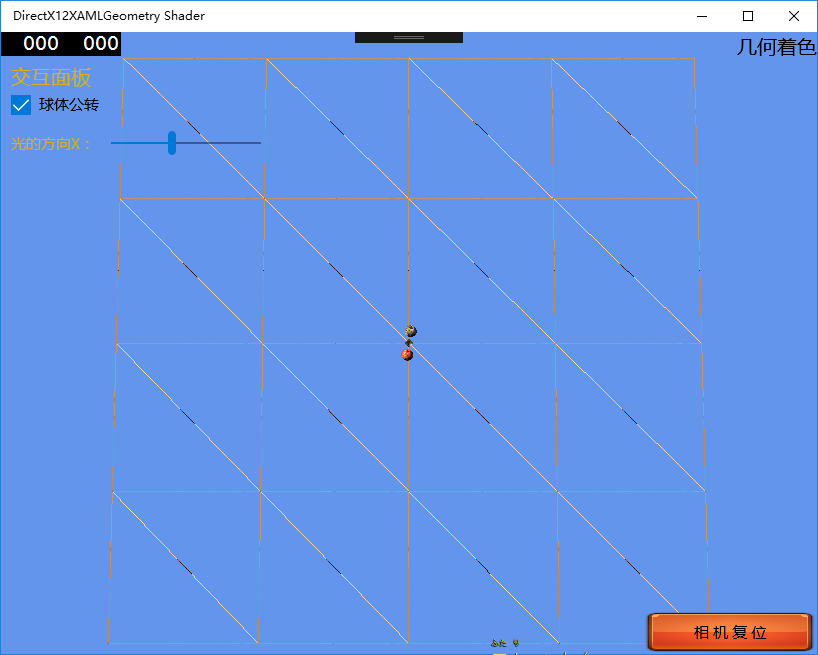 DirectX12XAMLGeometry Shader
000 000
几何着色
交互面板
球体公转
光的方向X：
相机复位